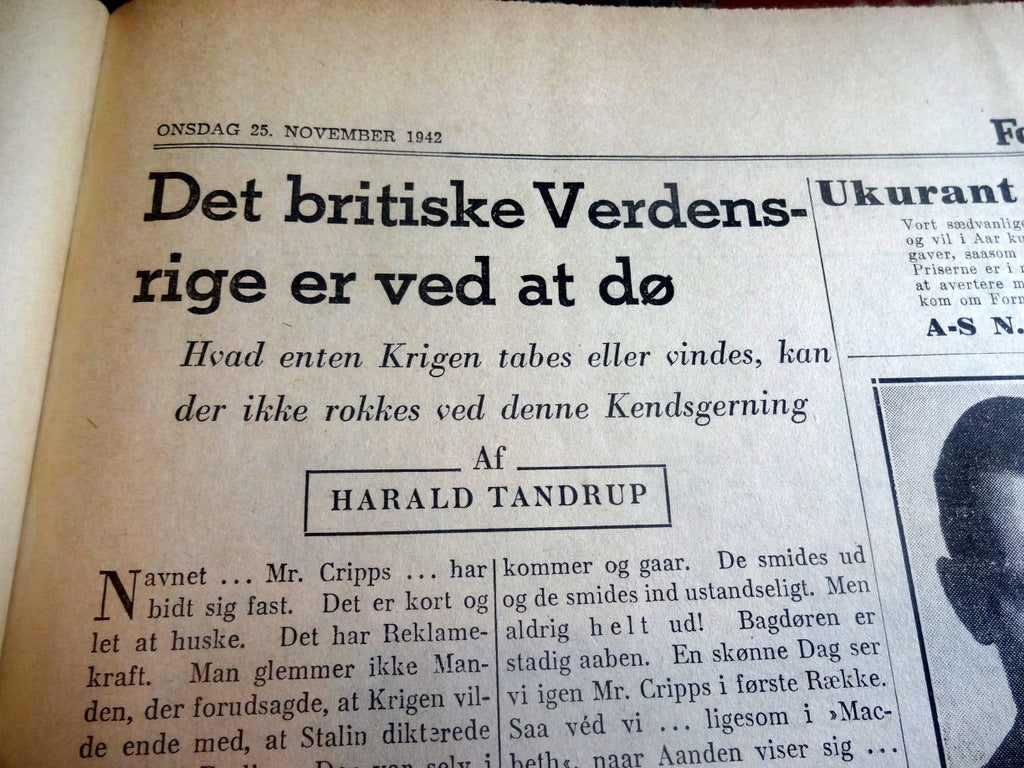 ONSDAG 25. NOVEMBER 1942
Det britiske Verdens-
rige er ved at dø
Hvad enten Krigen tabes eller vindes, kan
der ikke rokkes ved denne Kendsgerning
Af
HARALD TANDRUP
Navnet ... Mr. Cripps ... har
bidt sig fast. Det er kort og
let at huske. Det har Reklame-
kraft. Man glemmer ikke Man-
den, der forudsagde, at Krigen vil-
de ende med, at Stalin dikterede
kommer og gaar. De smides ud
og de smides ind ustandseligt. Men
aldrig helt ud! Bagdøren er
stadig aaben. En skønne Dag ser
vi igen Mr. Cripps i første Række.
Saa véd vi ... ligesom i »Mac-
beth«, naar Aanden viser sig ...
Ukurant
Vort sædvanlige
og vil i Aar
gaver, saasom
Priserne er i
at avertere
kom om
A-S N.